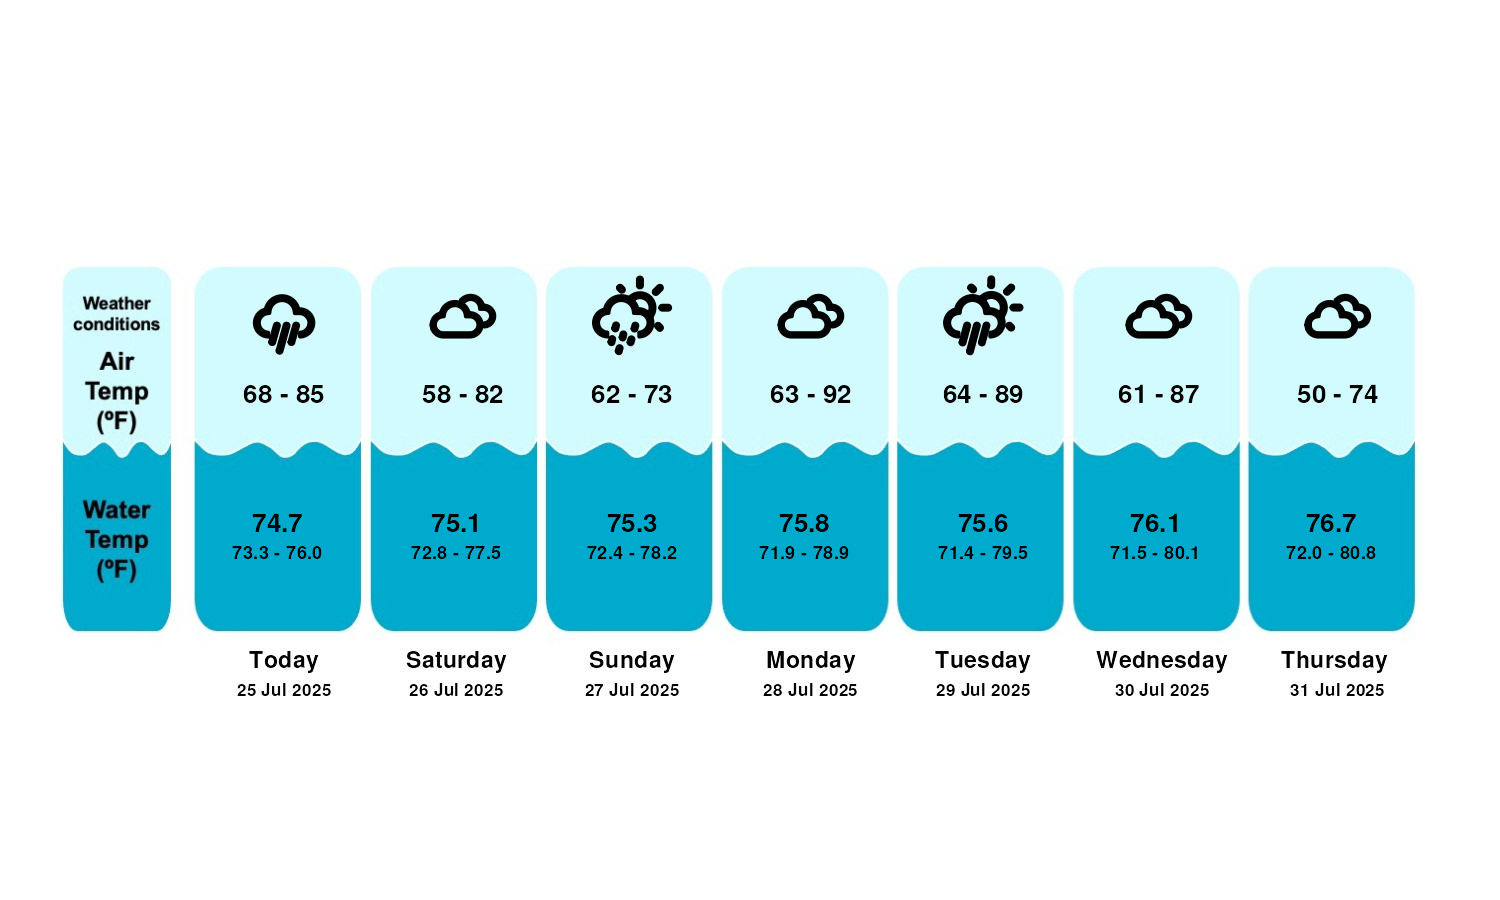 Weather
conditions
Air
Temp
(ºF)
Water
Temp
(ºF)
68 - 85
74.7
73.3 - 76.0
Today
25 Jul 2025
58 - 82
75.1
72.8 - 77.5
Saturday
26 Jul 2025
62 - 73
75.3
72.4 - 78.2
Sunday
27 Jul 2025
63 - 92
75.8
71.9 - 78.9
Monday
28 Jul 2025
64 - 89
75.6
71.4 - 79.5
Tuesday
29 Jul 2025
61 - 87
76.1
71.5 - 80.1
Wednesday
30 Jul 2025
50 - 74
76.7
72.0 - 80.8
Thursday
31 Jul 2025